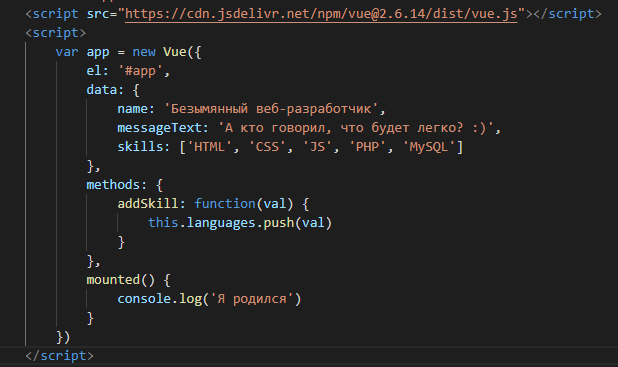 <script src="https://cdn.jsdelivr.net/npm/vue@2.6.14/dist/vue.js"></script>
<script>
    var app = new Vue({
        el: '#app',
        data: {
            name: 'Безымянный веб-разработчик',
            messageText: 'А кто говорил, что будет легко? :)',
            skills: ['HTML', 'CSS', 'JS', 'PHP', 'MySQL']
        },
        methods: {
            addSkill: function(val) {
                this.languages.push(val)
            }
        },
        mounted() {
            console.log('Я родился')
        }
    })
</script>